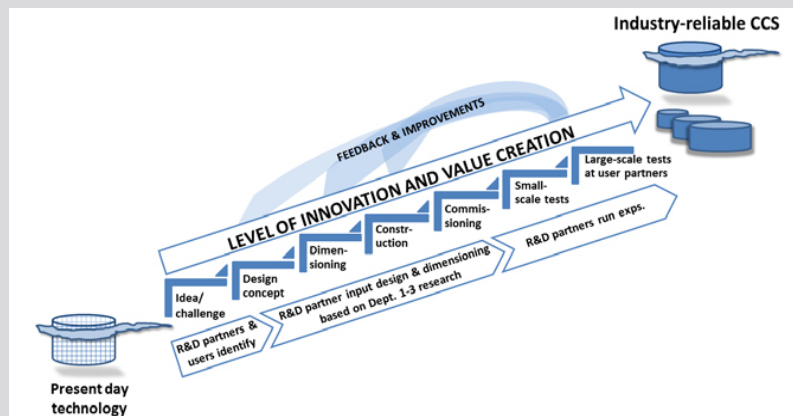 Industry-reliable CCS
FEEDBACK & IMPROVEMENTS
LEVEL OF INNOVATION AND VALUE CREATION
Idea/
challenge
Design
concept
Dimen-
sioning
Constr-
uction
Commis-
sioning
Small-
scale tests
Large-scale tests
at user partners
R&D partners &
users identify
R&D partner input design & dimensioning
based on Dept. 1-3 research
R&D partners run exps.
Present day
technology